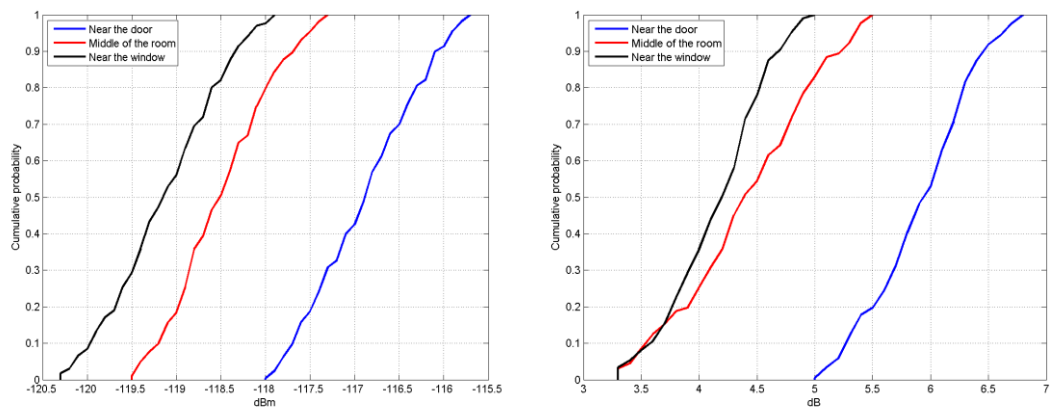 1
0.9
0.8
0.7
0.6
0.5
0.4
0.3
0.2
0.1
0
Cumulative probability
Near the door
Middle of the room
Near the window
-120.5 -120 -119.5 -119 -118.5 -118 -117.5 -117 -116.5 -116 -115.5
dBm
1
0.9
0.8
0.7
0.6
0.5
0.4
0.3
0.2
0.1
0
Cumulative probability
Near the door
Middle of the room
Near the window
3 3.5 4 4.5 5 5.5 6 6.5 7
dB